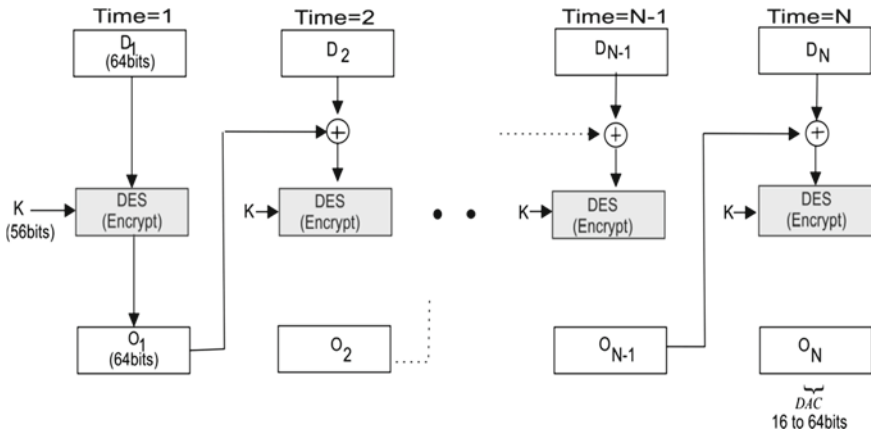 Time=1 Time=2 Time=N-1 Time=N
D1 (64bits)
D2
DN-1
DN
+ + +
K (56bits)
DES (Encrypt)
K
DES (Encrypt)
K
DES (Encrypt)
K
DES (Encrypt)
O1 (64bits)
O2
ON-1
ON
DAC
16 to 64bits